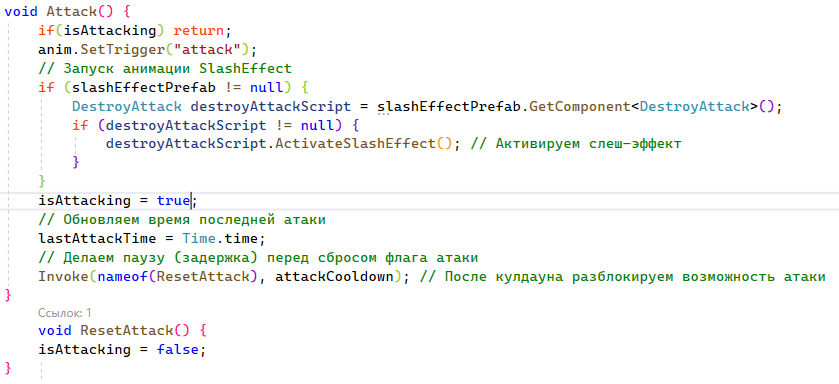 void Attack() {
if(isAttacking) return;
anim.SetTrigger("attack");
// Запуск анимации SlashEffect
if (slashEffectPrefab != null) {
DestroyAttack destroyAttackScript = slashEffectPrefab.GetComponent<DestroyAttack>();
if (destroyAttackScript != null) {
destroyAttackScript.ActivateSlashEffect(); // Активируем слеш-эффект
}
}
isAttacking = true;
// Обновляем время последней атаки
lastAttackTime = Time.time;
// Делаем паузу (задержка) перед сбросом флага атаки
Invoke(nameof(ResetAttack), attackCooldown); // После кулдауна разблокируем возможность атаки
}
Ссылок: 1
void ResetAttack() {
isAttacking = false;
}